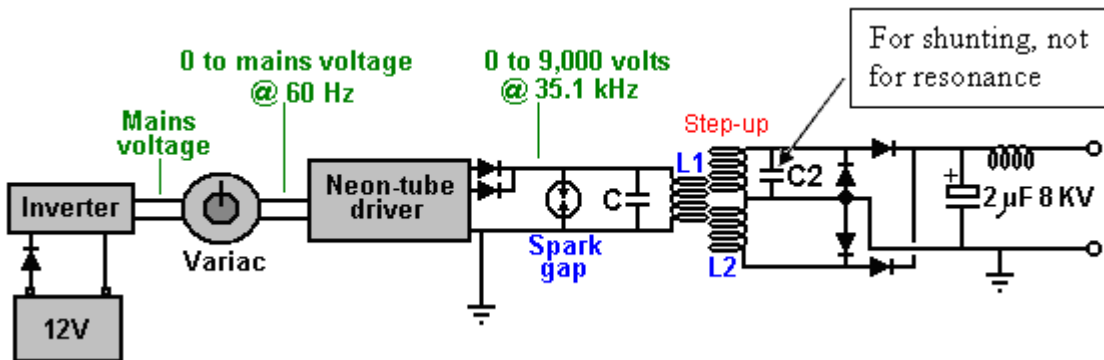 For shunting, not
for resonance
0 to mains voltage
@ 60 Hz
0 to 9,000 volts
@ 35.1 kHz
Mains
voltage
Step-up
L1
Inverter
Neon-tube
driver
C
C2
+
2 µF 8 KV
Variac
Spark
gap
L2
12V